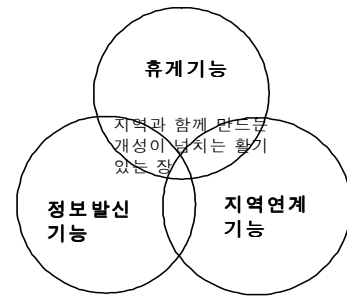 휴게기능
지역과 함께 만드는
개성이 넘치는 활기
있는 장
정보발신
기능
지역연계
기능